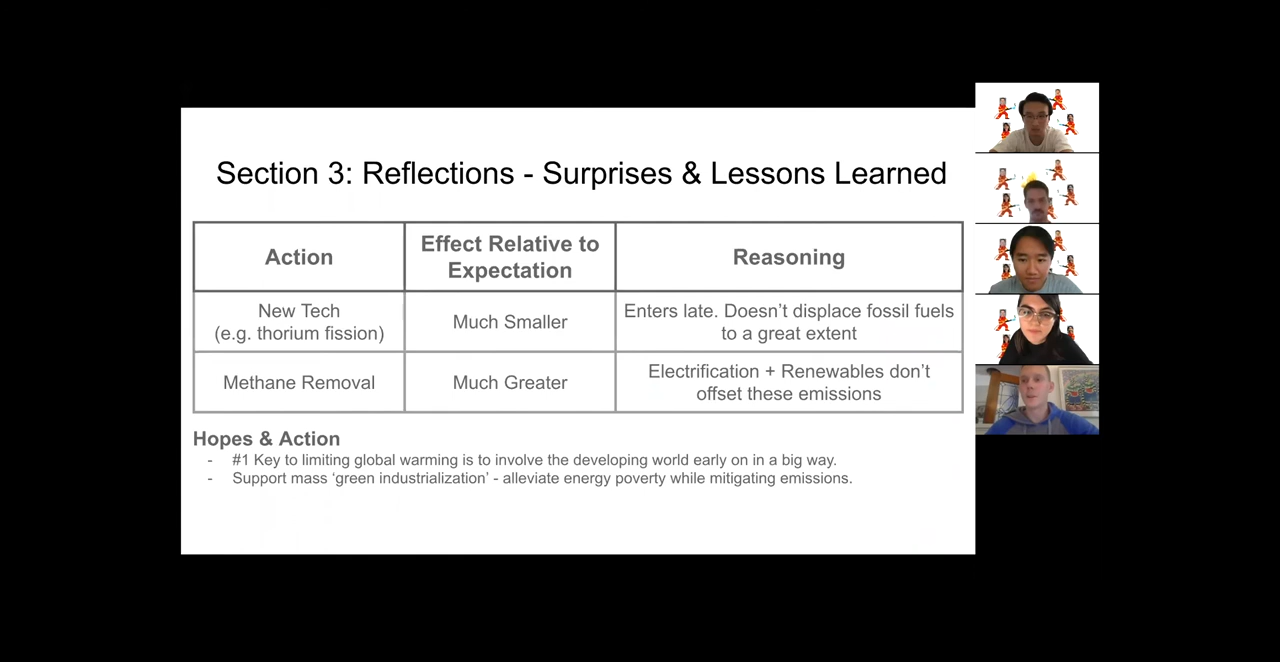 Section 3: Reflections - Surprises & Lessons Learned
Action
Effect Relative to
Expectation
Reasoning
New Tech
(e.g. thorium fission)
Much Smaller
Enters late. Doesn’t displace fossil fuels
to a great extent
Methane Removal
Much Greater
Electrification + Renewables don’t
offset these emissions
Hopes & Action
- #1 Key to limiting global warming is to involve the developing world early on in a big way.
- Support mass ‘green industrialization’ - alleviate energy poverty while mitigating emissions.